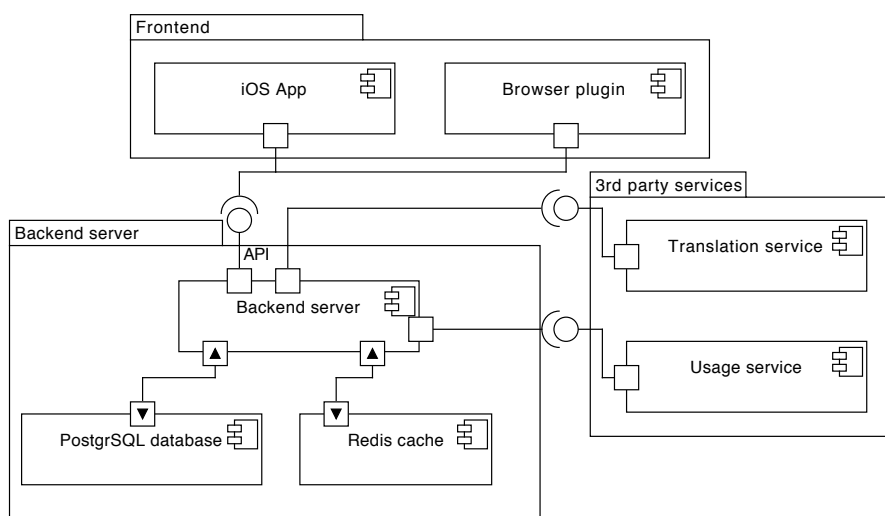 Frontend
iOS App
Browser plugin
3rd party services
Translation service
Usage service
Backend server
API
Backend server
PostgrSQL database
Redis cache